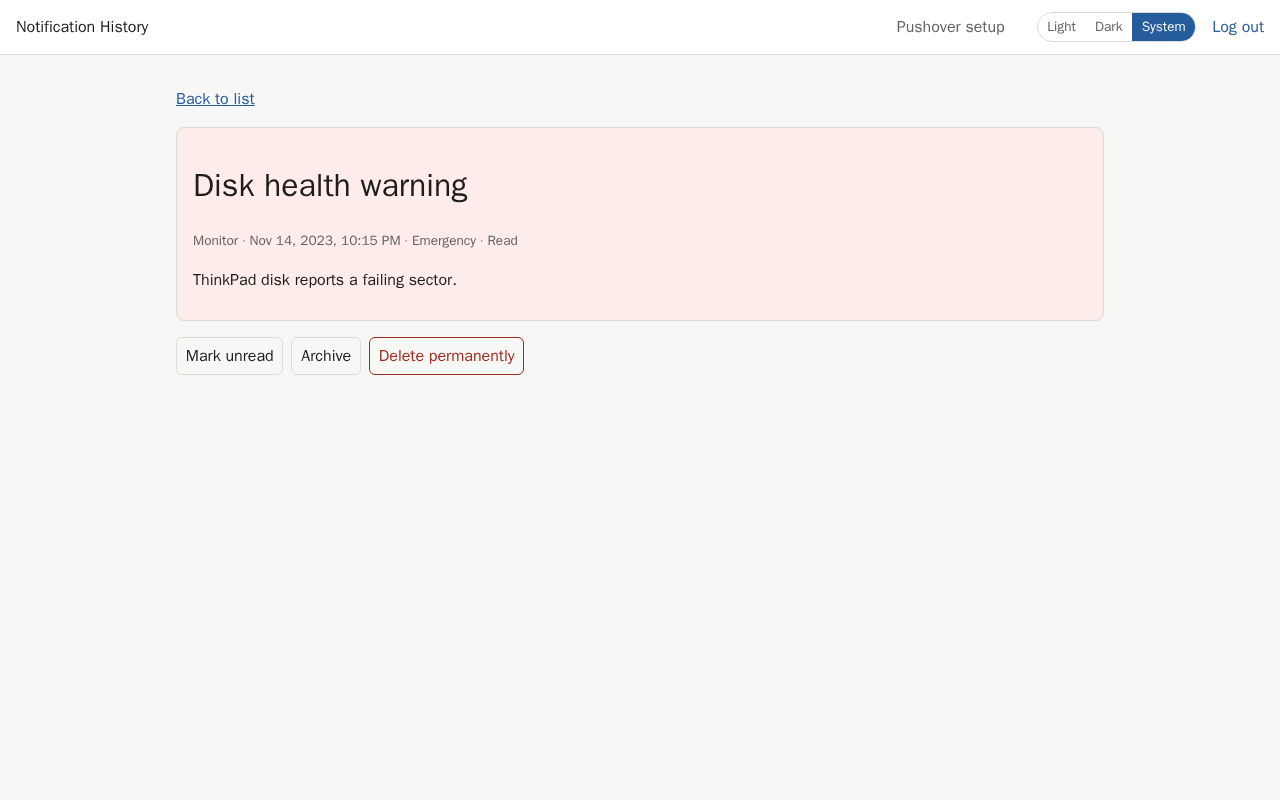 Notification History
Pushover setup
Light Dark System
Log out
Back to list
Disk health warning
Monitor · Nov 14, 2023, 10:15 PM · Emergency · Read
ThinkPad disk reports a failing sector.
Mark unread
Archive
Delete permanently